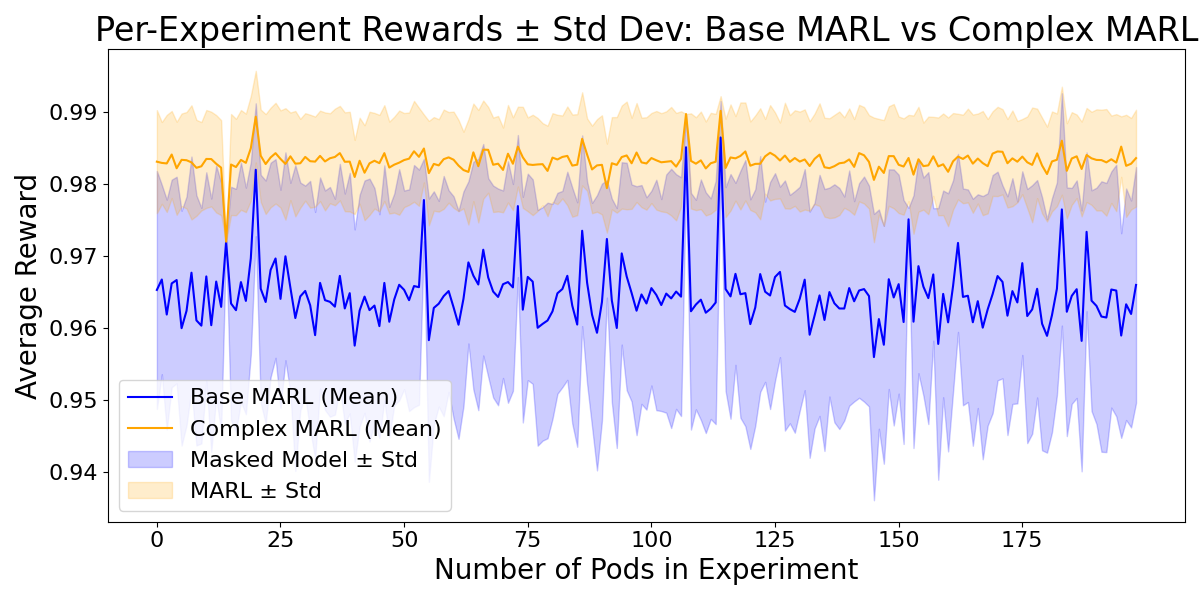 Per-Experiment Rewards ± Std Dev: Base MARL vs Complex MARL
Average Reward
0.99
0.98
0.97
0.96
0.95
0.94
Base MARL (Mean)
Complex MARL (Mean)
Masked Model ± Std
MARL ± Std
0 25 50 75 100 125 150 175
Number of Pods in Experiment